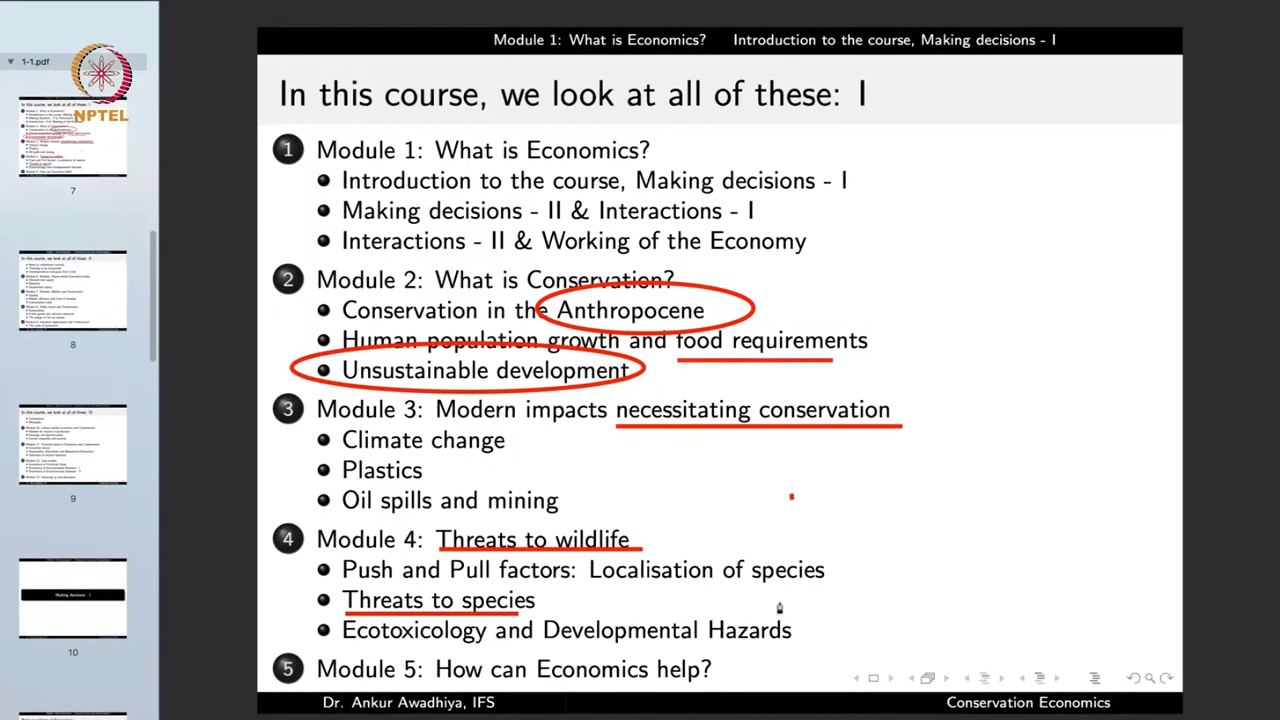 Module 1: What is Economics? Introduction to the course, Making decisions - I
1-1.pdf
NPTEL
7
8
9
Making decisions - I
10
In this course, we look at all of these: I
1 Module 1: What is Economics?
Introduction to the course, Making decisions - I
Making decisions - II & Interactions - I
Interactions - II & Working of the Economy
2 Module 2: What is Conservation?
Conservation in the Anthropocene
Human population growth and food requirements
Unsustainable development
3 Module 3: Modern impacts necessitating conservation
Climate change
Plastics
Oil spills and mining
4 Module 4: Threats to wildlife
Push and Pull factors: Localisation of species
Threats to species
Ecotoxicology and Developmental Hazards
5 Module 5: How can Economics help?
Dr. Ankur Awadhiya, IFS Conservation Economics